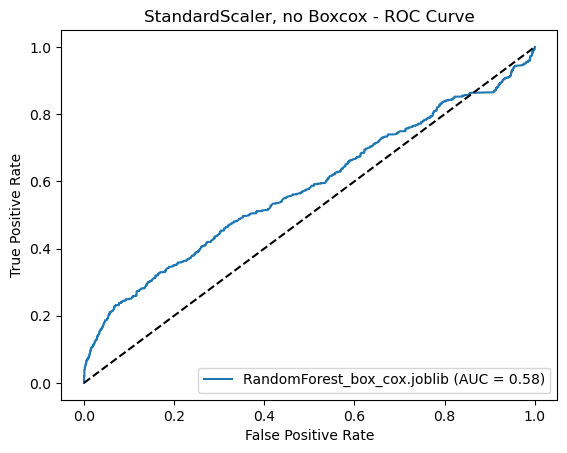 StandardScaler, no Boxcox - ROC Curve
True Positive Rate
1.0
0.8
0.6
0.4
0.2
0.0
RandomForest_box_cox.joblib (AUC = 0.58)
0.0 0.2 0.4 0.6 0.8 1.0
False Positive Rate